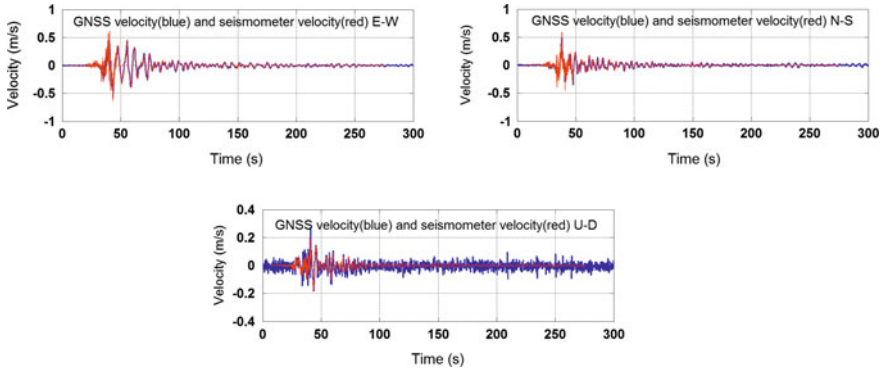 GNSS velocity(blue) and seismometer velocity(red) E-W
Velocity (m/s)
1
0.5
0
-0.5
-1
0 50 100 150 200 250 300
Time (s)
GNSS velocity(blue) and seismometer velocity(red) N-S
Velocity (m/s)
1
0.5
0
-0.5
-1
0 50 100 150 200 250 300
Time (s)
GNSS velocity(blue) and seismometer velocity(red) U-D
Velocity (m/s)
0.4
0.2
0
-0.2
-0.4
0 50 100 150 200 250 300
Time (s)